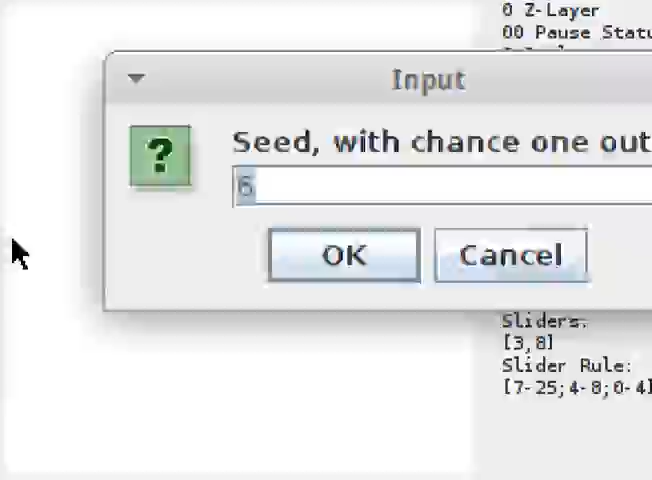 0 Z-Layer
00 Pause Statu
Input
?
Seed, with chance one out
6
OK
Cancel
Sliders:
[3,8]
Slider Rule:
[7-25;4-8;0-4]